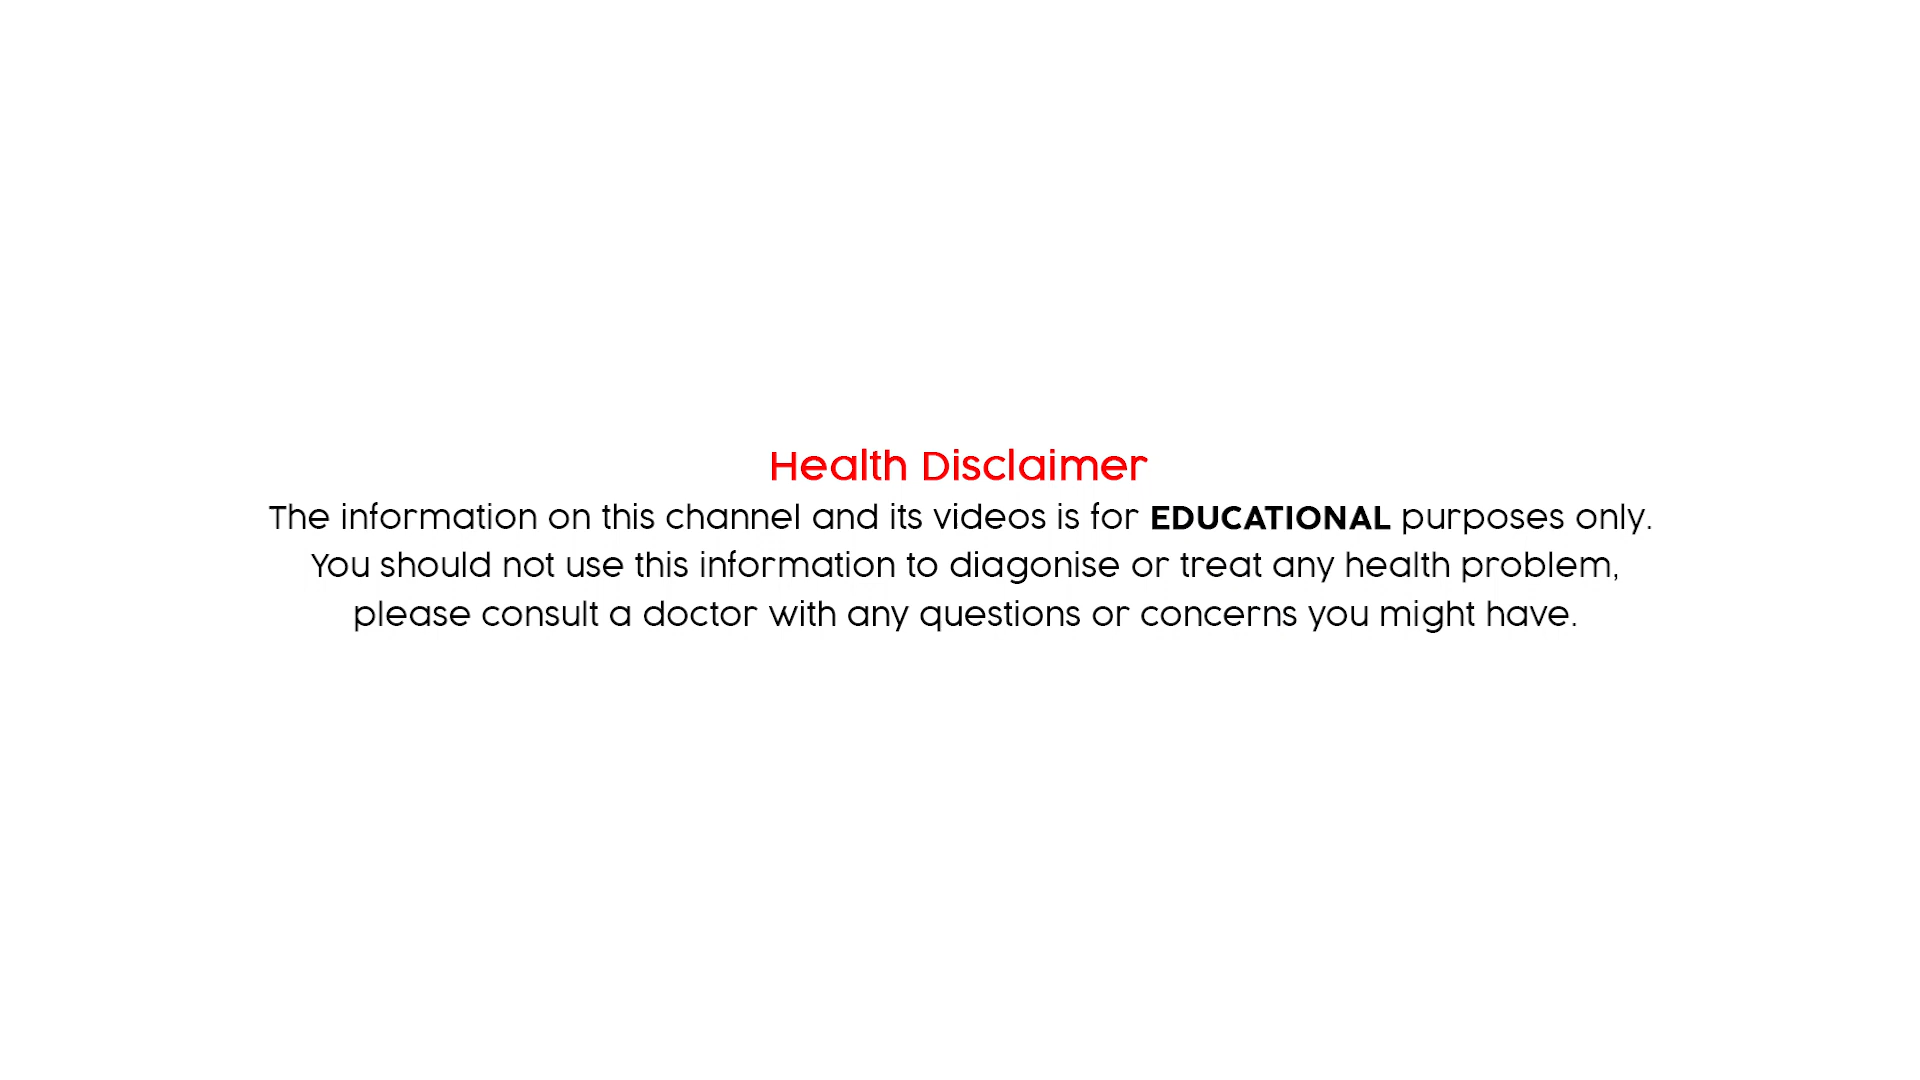 Health Disclaimer
The information on this channel and its videos is for EDUCATIONAL purposes only.
You should not use this information to diagonise or treat any health problem,
please consult a doctor with any questions or concerns you might have.